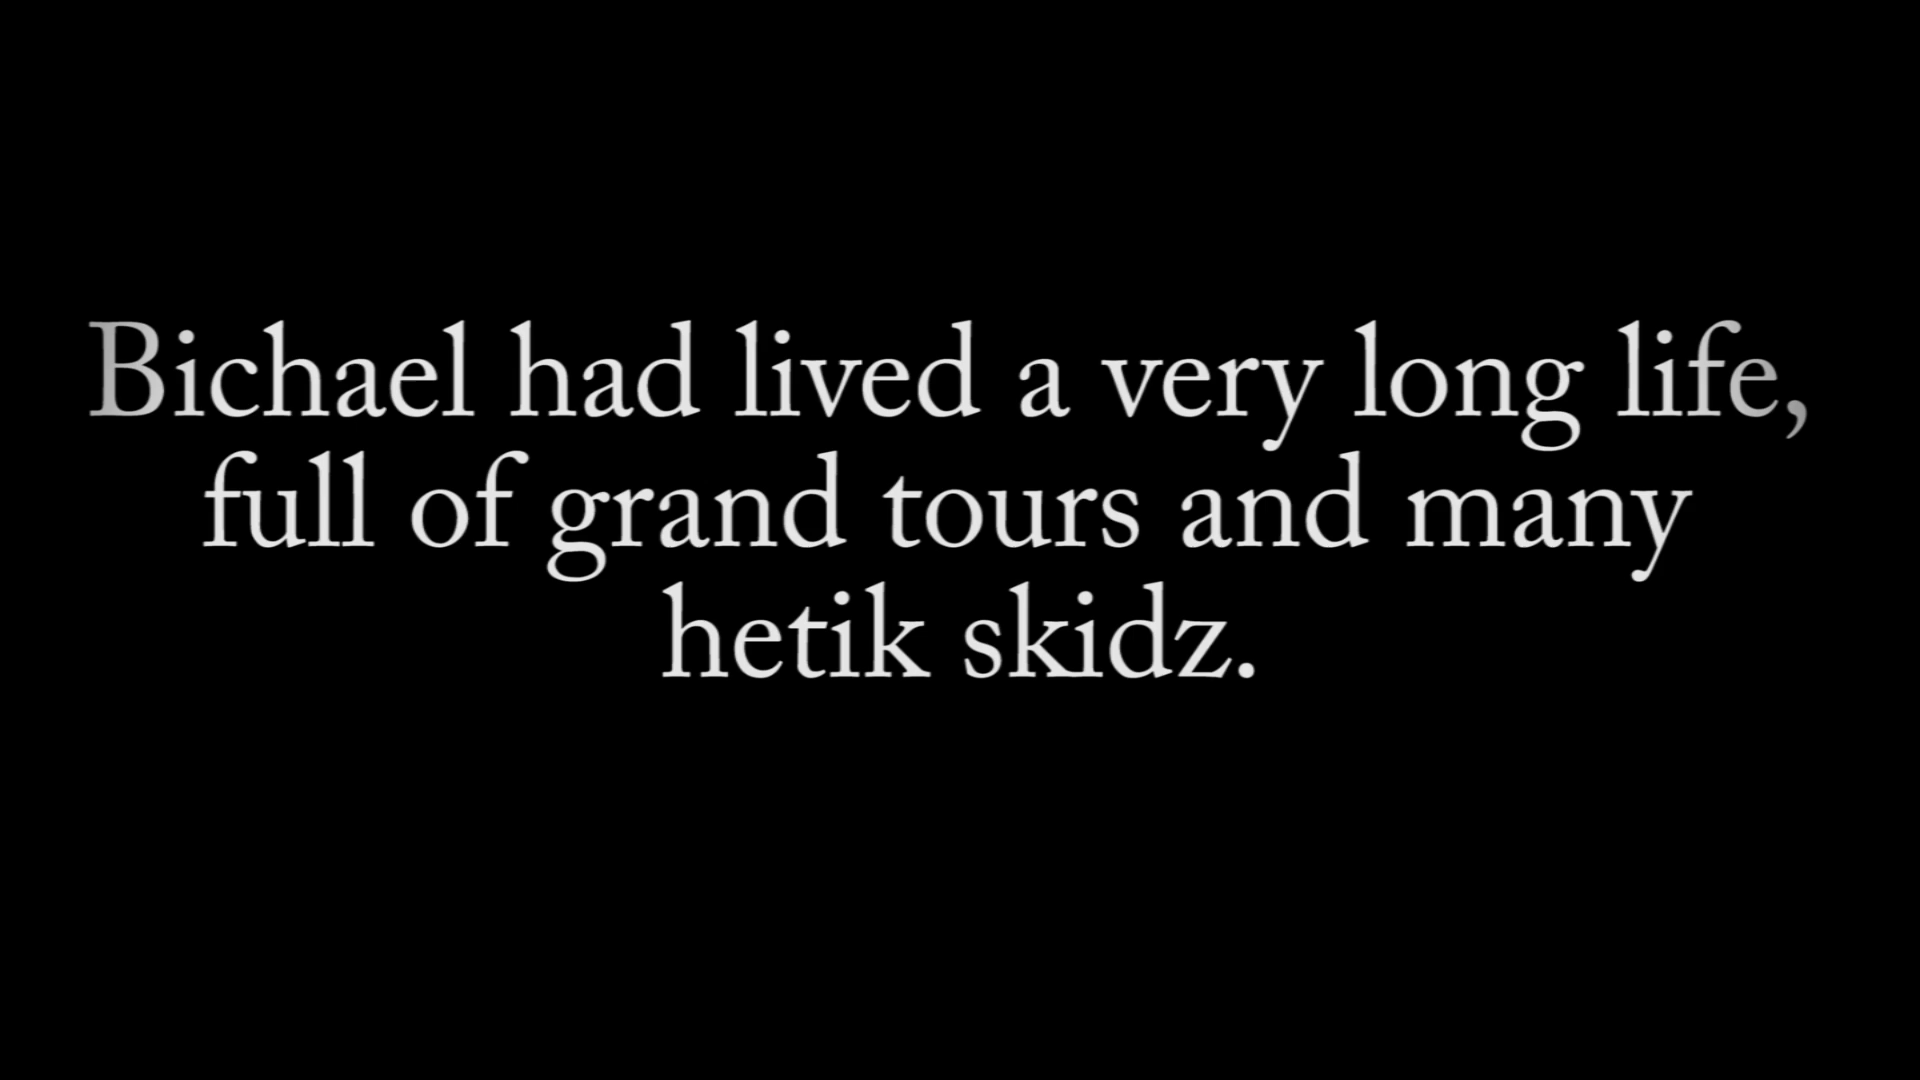 Bichael had lived a very long life,
full of grand tours and many
hetik skidz.